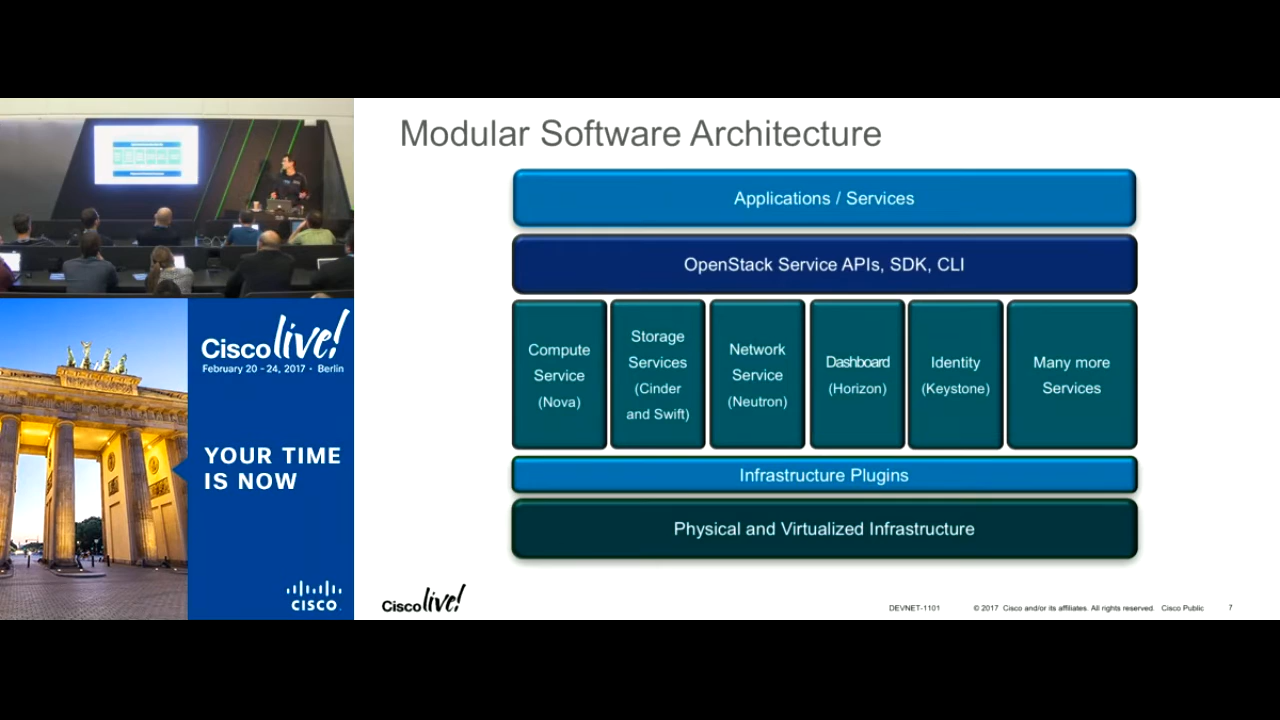 Modular Software Architecture
Applications / Services
OpenStack Service APIs, SDK, CLI
Compute
Service
(Nova)
Storage
Services
(Cinder
and Swift)
Network
Service
(Neutron)
Dashboard
(Horizon)
Identity
(Keystone)
Many more
Services
Infrastructure Plugins
Physical and Virtualized Infrastructure
Cisco live!
February 20 - 24, 2017 • Berlin
YOUR TIME
IS NOW
CISCO
Cisco live!
DEVNET-1101 © 2017 Cisco and/or its affiliates. All rights reserved. Cisco Public 7